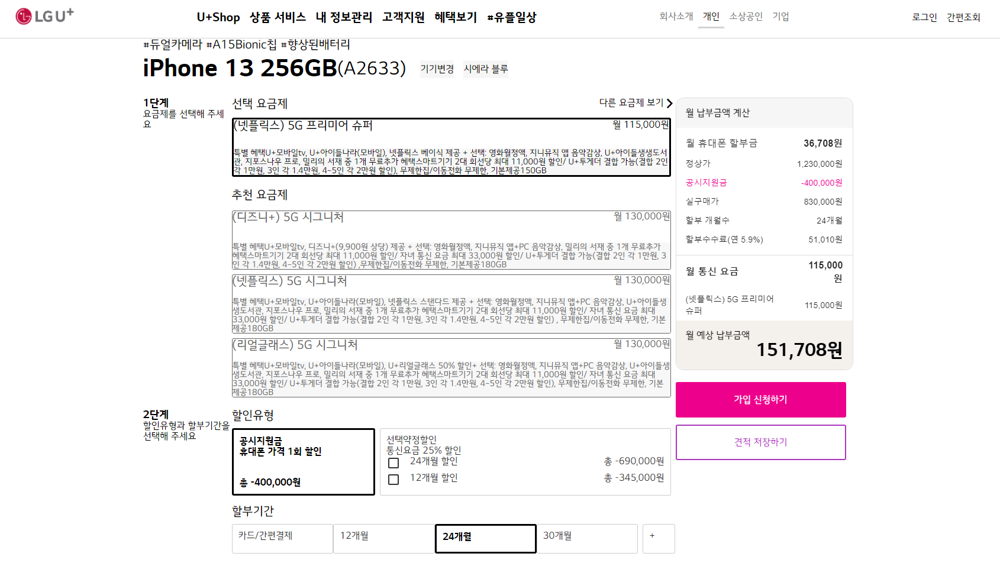 LG U+
U+Shop 상품 서비스 내 정보관리 고객지원 혜택보기 #유플일상
회사소개 개인 소상공인 기업
로그인 간편조회
#듀얼카메라 #A15Bionic칩 #향상된배터리
iPhone 13 256GB(A2633) 기기변경 시에라 블루
1단계
요금제를 선택해 주세
요
선택 요금제
다른 요금제 보기
(넷플릭스) 5G 프리미어 슈퍼
월 115,000원
특별 혜택U+모바일tv, U+아이들나라(모바일), 넷플릭스 베이식 제공 + 선택: 영화월정액, 지니뮤직 앱 음악감상, U+아이들생생도서
관, 지포스나우 프로, 밀리의 서재 중 1개 무료추가 혜택스마트기기 2대 회선당 최대 11,000원 할인/ U+투게더 결합 가능(결합 2인
각 1만원, 3인 각 1.4만원, 4-5인 각 2만원 할인), 무제한집/이동전화 무제한, 기본제공150GB
추천 요금제
(디즈니+) 5G 시그니처
월 130,000원
특별 혜택U+모바일tv, 디즈니+(9,900원 상당) 제공 + 선택: 영화월정액, 지니뮤직 앱+PC 음악감상, 밀리의 서재 중 1개 무료추가
혜택스마트기기 2대 회선당 최대 11,000원 할인/ 자녀 통신 요금 최대 33,000원 할인/ U+투게더 결합 가능(결합 2인 각 1만원, 3
인 각 1.4만원, 4-5인 각 2만원 할인) ,무제한집/이동전화 무제한, 기본제공180GB
(넷플릭스) 5G 시그니처
월 130,000원
특별 혜택U+모바일tv, U+아이들나라(모바일), 넷플릭스 스탠다드 제공 + 선택: 영화월정액, 지니뮤직 앱+PC 음악감상, U+아이들생
생도서관, 지포스나우 프로, 밀리의 서재 중 1개 무료추가 혜택스마트기기 2대 회선당 최대 11,000원 할인/ 자녀 통신 요금 최대
33,000원 할인/ U+투게더 결합 가능(결합 2인 각 1만원, 3인 각 1.4만원, 4-5인 각 2만원 할인) , 무제한집/이동전화 무제한, 기본
제공180GB
(리얼글래스) 5G 시그니처
월 130,000원
특별 혜택U+모바일tv, U+아이들나라(모바일), U+리얼글래스 50% 할인+ 선택: 영화월정액, 지니뮤직 앱+PC 음악감상, U+아이들생
생도서관, 지포스나우 프로, 밀리의 서재 중 1개 무료추가 혜택스마트기기 2대 회선당 최대 11,000원 할인/ 자녀 통신 요금 최대
33,000원 할인/ U+투게더 결합 가능(결합 2인 각 1만원, 3인 각 1.4만원, 4-5인 각 2만원 할인), 무제한집/이동전화 무제한, 기본
제공180GB
2단계
할인유형과 할부기간을
선택해 주세요
할인유형
공시지원금
휴대폰 가격 1회 할인
총 -400,000원
선택약정할인
통신요금 25% 할인
24개월 할인 총 -690,000원
12개월 할인 총 -345,000원
할부기간
카드/간편결제 12개월 24개월 30개월 +
월 납부금액 계산
월 휴대폰 할부금 36,708원
정상가 1,230,000원
공시지원금 -400,000원
실구매가 830,000원
할부 개월수 24개월
할부수수료(연 5.9%) 51,010원
월 통신 요금 115,000
원
(넷플릭스) 5G 프리미어
슈퍼
115,000원
월 예상 납부금액
151,708원
가입 신청하기
견적 저장하기